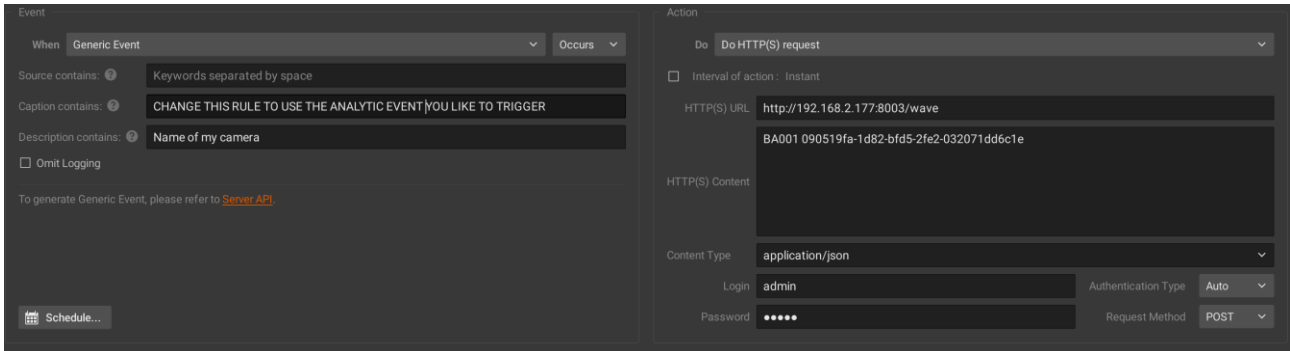 Event
When Generic Event Occurs
Source contains: ? Keywords separated by space
Caption contains: ? CHANGE THIS RULE TO USE THE ANALYTIC EVENT YOU LIKE TO TRIGGER
Description contains: ? Name of my camera
Omit Logging
To generate Generic Event, please refer to Server API.
Schedule...
Action
Do Do HTTP(S) request
Interval of action : Instant
HTTP(S) URL http://192.168.2.177:8003/wave
HTTP(S) Content BA001 090519fa-1d82-bfd5-2fe2-032071dd6c1e
Content Type application/json
Login admin Authentication Type Auto
Password ●●●●● Request Method POST